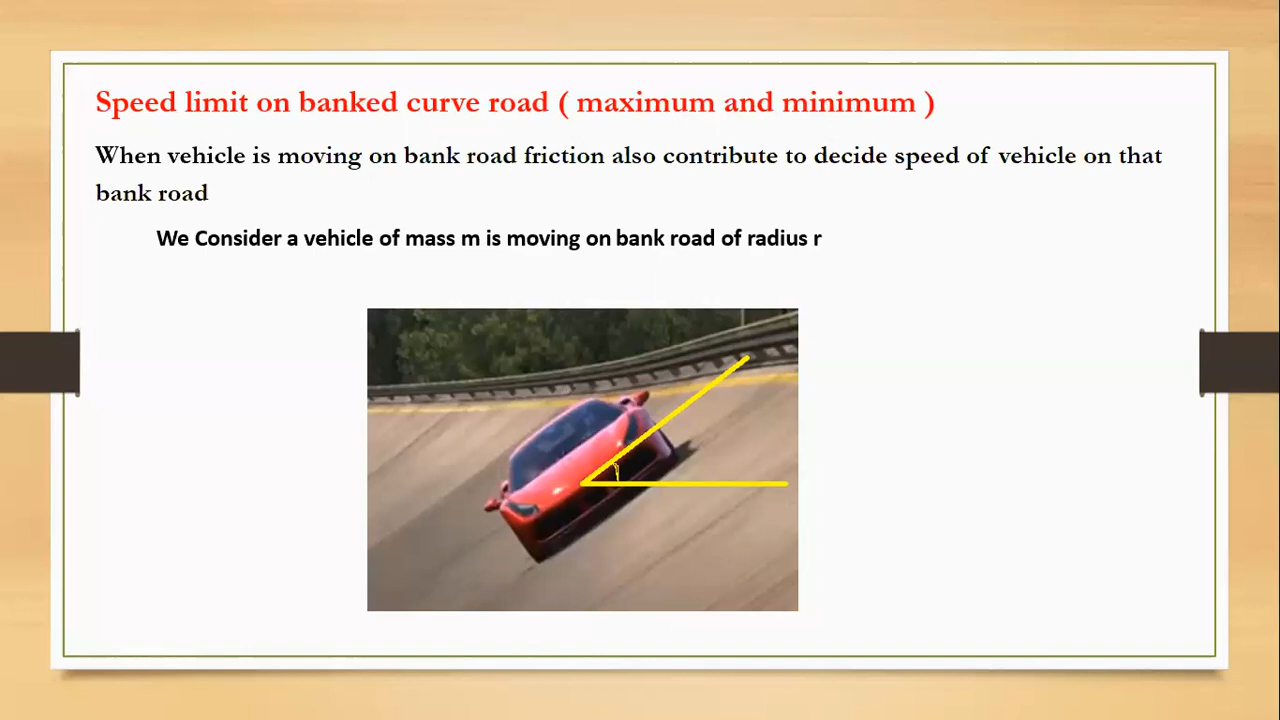 Speed limit on banked curve road ( maximum and minimum )
When vehicle is moving on bank road friction also contribute to decide speed of vehicle on that
bank road
We Consider a vehicle of mass m is moving on bank road of radius r